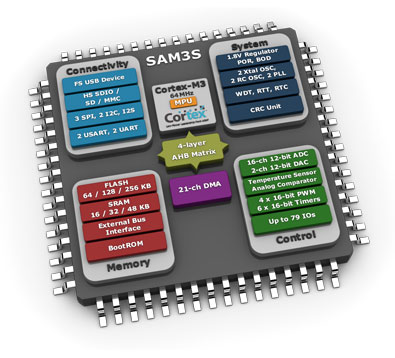 SAM3S
Connectivity
FS USB Device
HS SDIO /
SD / MMC
3 SPI, 2 I2C, I2S
2 USART, 2 UART
Cortex-M3
64MHz
MPU
Cortex
System
1.8V Regulator
POR, BOD
2 Xtal OSC,
2 RC OSC, 2 PLL
WDT, RTT, RTC
CRC Unit
4-layer
AHB Matrix
21-ch DMA
FLASH
64 / 128 / 256 KB
SRAM
16 / 32 / 48 KB
External Bus
Interface
BootROM
Memory
16-ch 12-bit ADC
2-ch 12-bit DAC
Temperature Sensor
Analog Comparator
4 x 16-bit PWM
6 x 16-bit Timers
Up to 79 IOs
Control